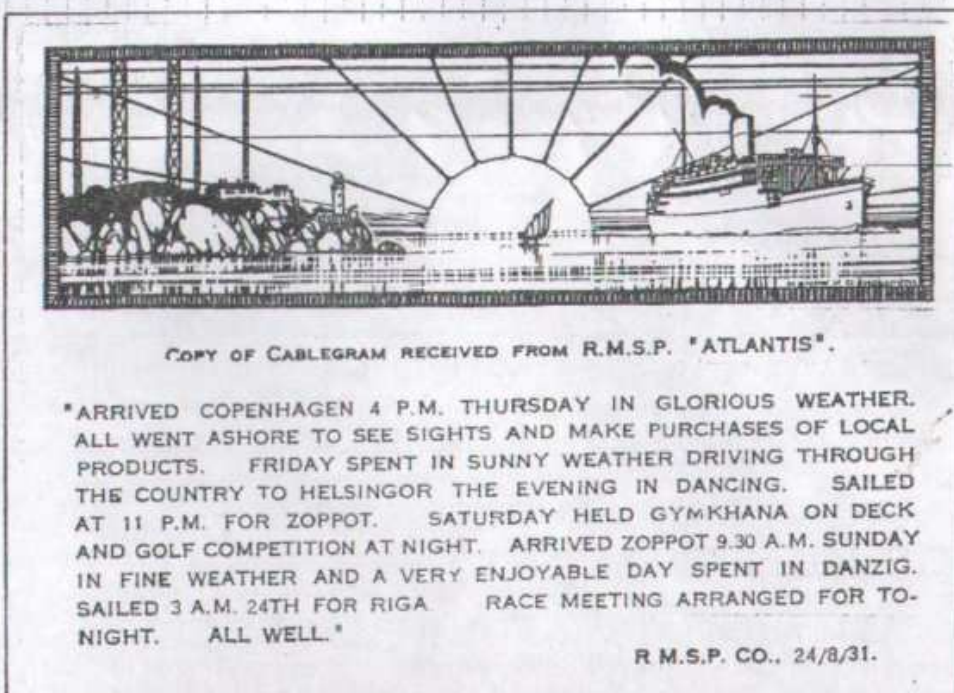 COPY OF CABLEGRAM RECEIVED FROM R.M.S.P. "ATLANTIS".
"ARRIVED COPENHAGEN 4 P.M. THURSDAY IN GLORIOUS WEATHER.
ALL WENT ASHORE TO SEE SIGHTS AND MAKE PURCHASES OF LOCAL
PRODUCTS. FRIDAY SPENT IN SUNNY WEATHER DRIVING THROUGH
THE COUNTRY TO HELSINGOR THE EVENING IN DANCING. SAILED
AT 11 P.M. FOR ZOPPOT. SATURDAY HELD GYMKHANA ON DECK
AND GOLF COMPETITION AT NIGHT. ARRIVED ZOPPOT 9.30 A.M. SUNDAY
IN FINE WEATHER AND A VERY ENJOYABLE DAY SPENT IN DANZIG.
SAILED 3 A.M. 24TH FOR RIGA RACE MEETING ARRANGED FOR TO-
NIGHT. ALL WELL."
R M.S.P. CO., 24/8/31.